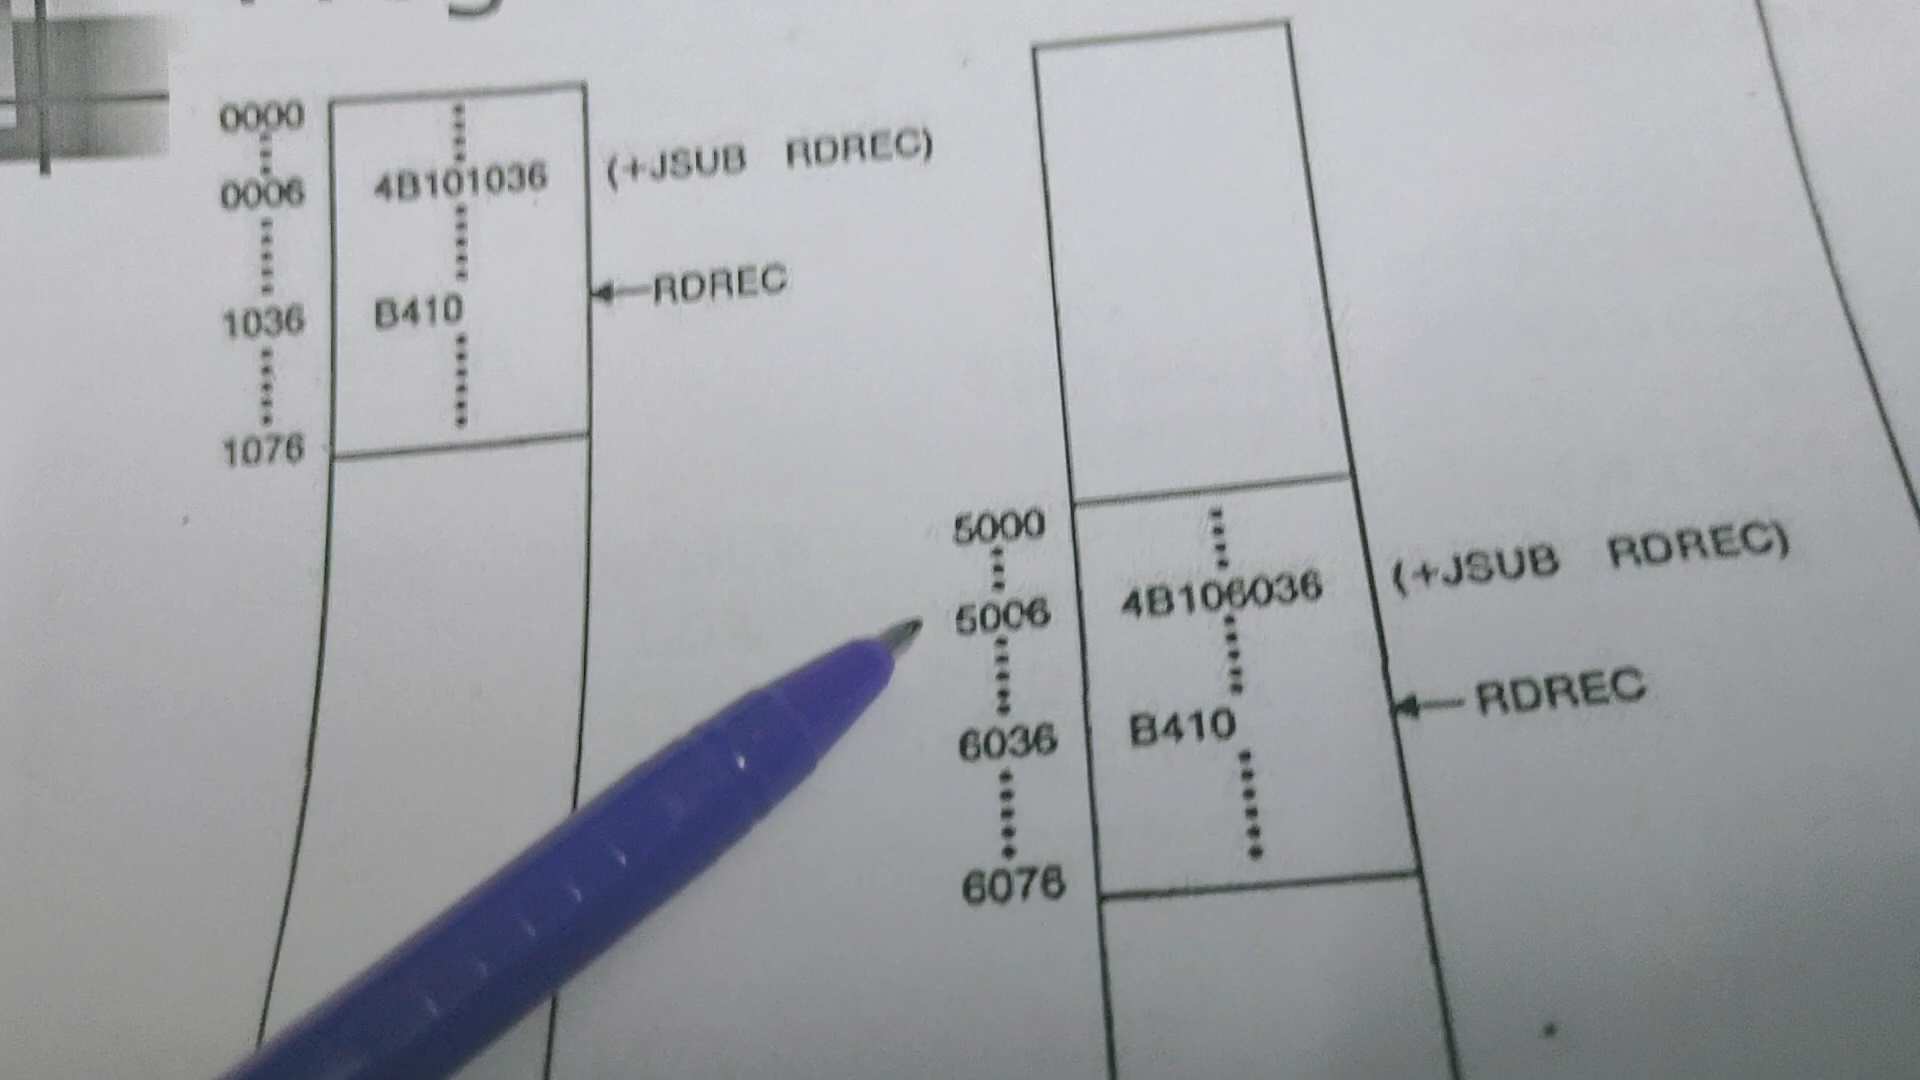 0000
0006 4B101036 (+JSUB RDREC)
1036 B410 RDREC
1076
5000
5006 4B106036 (+JSUB RDREC)
6036 B410 RDREC
6076